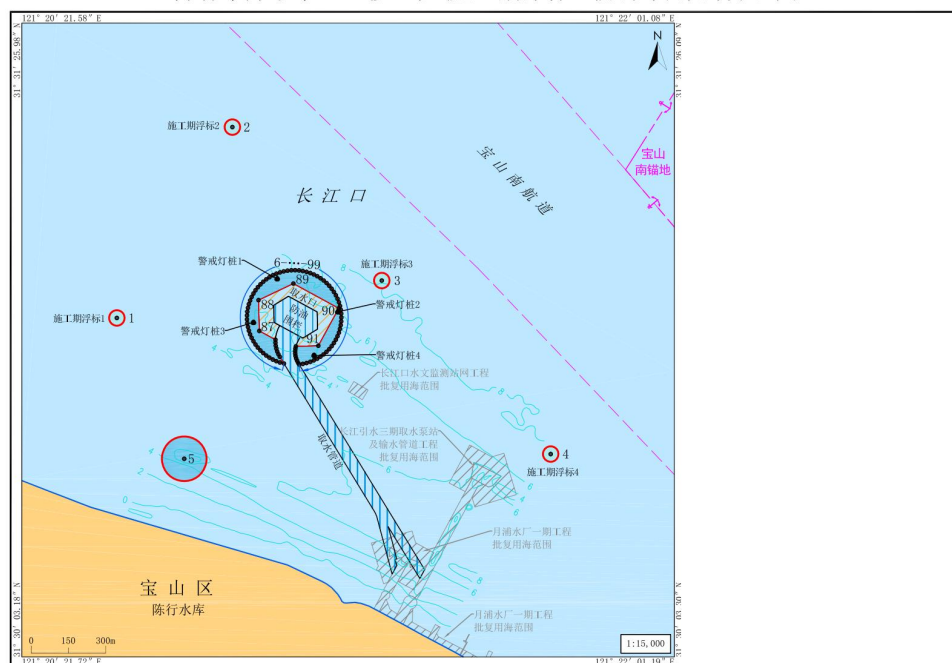 121° 20′ 21.58″ E
121° 22′ 01.08″ E
31° 31′ 25.98″ N
N
施工期浮标2
2
宝山南航道
宝山
南锚地
长江口
警戒灯桩1
6·····99
施工期浮标3
8
89
3
取水口
88
90
警戒灯桩2
防油
围栏
施工期浮标1
1
警戒灯桩3
87
91
警戒灯桩4
长江口水文监测站网工程
批复用海范围
取水管道
长江引水三期取水泵站
及输水管道工程
批复用海范围
4
施工期浮标4
5
月浦水厂一期工程
批复用海范围
宝山区
陈行水库
月浦水厂一期工程
批复用海范围
0 150 300m
1:15,000
31° 30′ 03.18″ N
31° 30′ 03.30″ N
121° 20′ 21.72″ E
121° 22′ 01.19″ E